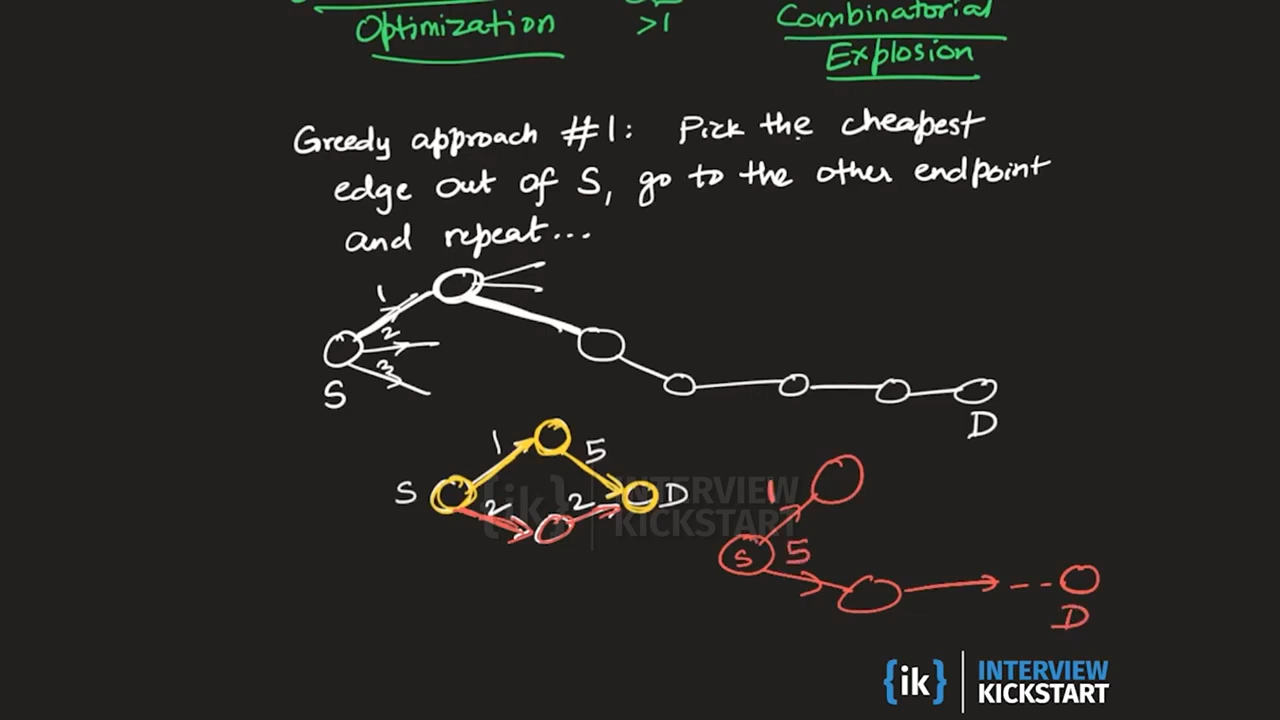 Optimization >1 Combinatorial
Explosion
Greedy approach #1: Pick the cheapest
edge out of S, go to the other endpoint
and repeat...
1
2
3
S
D
1 5
S D
2 2
1
S 5
D
{ik} INTERVIEW
KICKSTART
{ik} INTERVIEW
KICKSTART